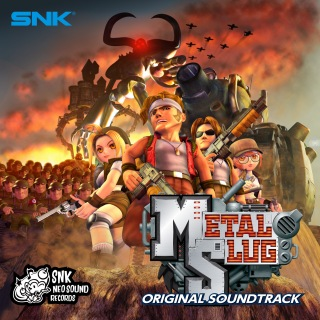 SNK
METAL
SLUG
SNK
NEO SOUND
RECORDS
ORIGINAL SOUNDTRACK